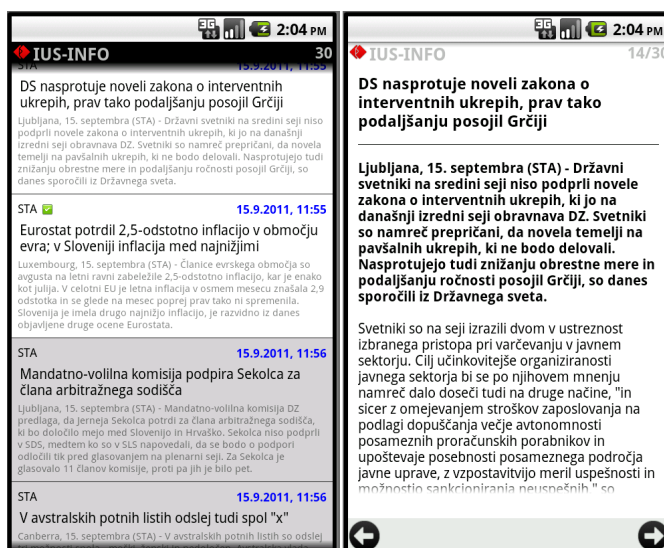 3G 2:04 PM
IUS-INFO 30
STA 15.9.2011, 11:55
DS nasprotuje noveli zakona o interventnih
ukrepih, prav tako podaljšanju posojil Grčiji
Ljubljana, 15. septembra (STA) - Državni svetniki na sredini seji niso
podprli novele zakona o interventnih ukrepih, ki jo na današnji
izredni seji obravnava DZ. Svetniki so namreč prepričani, da novela
temelji na pavšalnih ukrepih, ki ne bodo delovali. Nasprotujejo tudi
znižanju obrestne mere in podaljšanju ročnosti posojil Grčiji, so
danes sporočili iz Državnega sveta.
STA 15.9.2011, 11:55
Eurostat potrdil 2,5-odstotno inflacijo v območju
evra; v Sloveniji inflacija med najnižjimi
Luxembourg, 15. septembra (STA) - Članice evrskega območja so
avgusta na letni ravni zabeležile 2,5-odstotno inflacijo, kar je enako
kot julija. V celotni EU je letna inflacija v osmem mesecu znašala 2,9
odstotka in se glede na mesec poprej prav tako ni spremenila.
Slovenija je imela drugo najnižjo inflacijo, je razvidno iz danes
objavljene druge ocene Eurostata.
STA 15.9.2011, 11:56
Mandatno-volilna komisija podpira Sekolca za
člana arbitražnega sodišča
Ljubljana, 15. septembra (STA) - Mandatno-volilna komisija DZ
predlaga, da Jerneja Sekolca potrdi za člana arbitražnega sodišča,
ki bo določilo mejo med Slovenijo in Hrvaško. Sekolca niso podprli
v SDS, medtem ko so v SLS napovedali, da se bodo o podpori
odločili tik pred glasovanjem na plenarni seji. Za Sekolca je
glasovalo 11 članov komisije, proti pa jih je bilo pet.
STA 15.9.2011, 11:56
V avstralskih potnih listih odslej tudi spol "x"
Canberra, 15. septembra (STA) - V avstralskih potnih listih so odslej
3G 2:04 PM
IUS-INFO 14/30
DS nasprotuje noveli zakona o
interventnih ukrepih, prav tako
podaljšanju posojil Grčiji
Ljubljana, 15. septembra (STA) - Državni
svetniki na sredini seji niso podprli novele
zakona o interventnih ukrepih, ki jo na
današnji izredni seji obravnava DZ. Svetniki
so namreč prepričani, da novela temelji na
pavšalnih ukrepih, ki ne bodo delovali.
Nasprotujejo tudi znižanju obrestne mere in
podaljšanju ročnosti posojil Grčiji, so danes
sporočili iz Državnega sveta.
Svetniki so na seji izrazili dvom v ustreznost
izbranega pristopa pri varčevanju v javnem
sektorju. Cilj učinkovitejše organiziranosti
javnega sektorja bi se po njihovem mnenju
namreč dalo doseči tudi na druge načine, "in
sicer z omejevanjem stroškov zaposlovanja na
podlagi dopuščanja večje avtonomnosti
posameznih proračunskih porabnikov in
upoštevaje posebnosti posameznega področja
javne uprave, z vzpostavitvijo meril uspešnosti in
možnostjo sankcioniranja neuspešnih," so